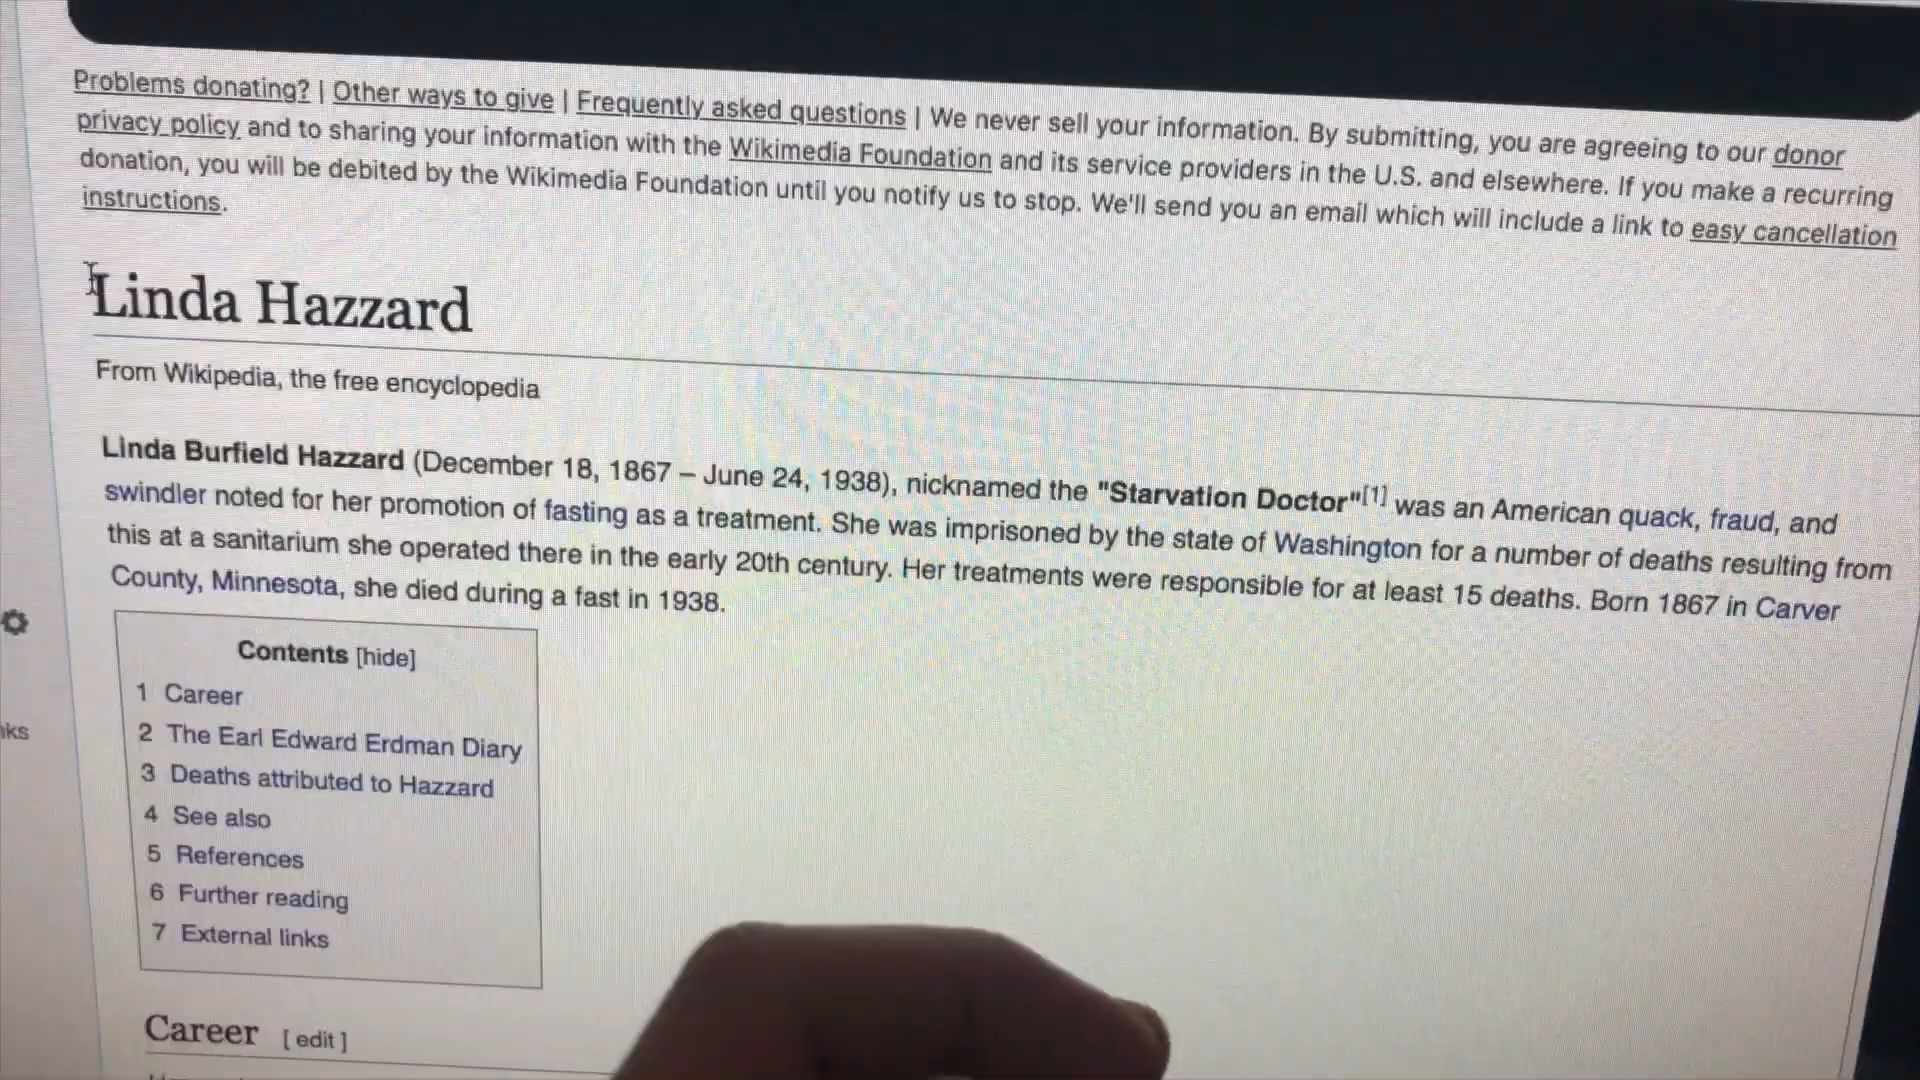 Problems donating? | Other ways to give | Frequently asked questions | We never sell your information. By submitting, you are agreeing to our donor
privacy policy and to sharing your information with the Wikimedia Foundation and its service providers in the U.S. and elsewhere. If you make a recurring
donation, you will be debited by the Wikimedia Foundation until you notify us to stop. We'll send you an email which will include a link to easy cancellation
instructions.
Linda Hazzard
From Wikipedia, the free encyclopedia
Linda Burfield Hazzard (December 18, 1867 – June 24, 1938), nicknamed the "Starvation Doctor"[1] was an American quack, fraud, and
swindler noted for her promotion of fasting as a treatment. She was imprisoned by the state of Washington for a number of deaths resulting from
this at a sanitarium she operated there in the early 20th century. Her treatments were responsible for at least 15 deaths. Born 1867 in Carver
County, Minnesota, she died during a fast in 1938.
Contents [hide]
1 Career
2 The Earl Edward Erdman Diary
3 Deaths attributed to Hazzard
4 See also
5 References
6 Further reading
7 External links
Career [ edit ]